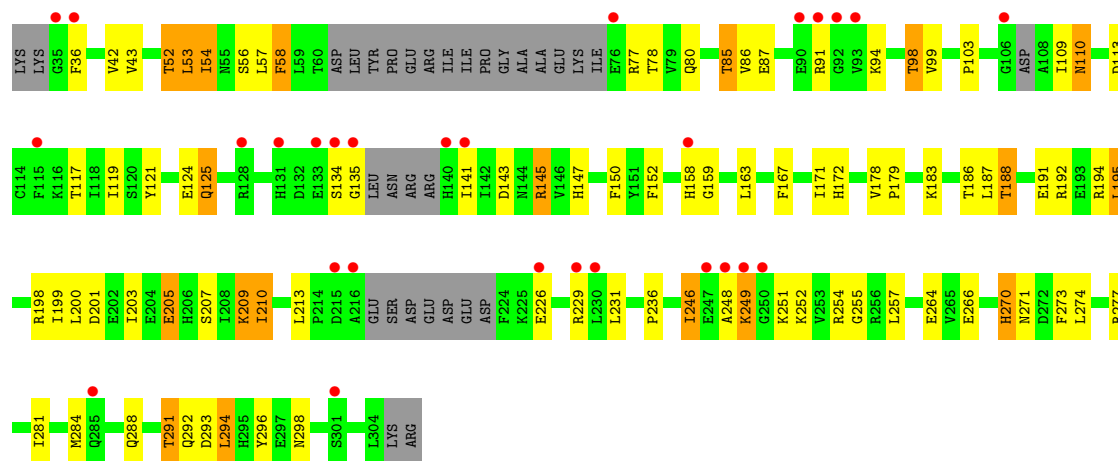 LYS LYS G35 F36 V42 V43 T52 L53 I54 N55 S56 L57 F58 L59 T60 ASP LEU TYR PRO GLU ARG ILE ILE PRO GLY ALA ALA GLU LYS ILE E76 R77 T78 V79 Q80 T85 V86 E87 E90 R91 G92 V93 K94 T98 V99 P103 G106 ASP A108 I109 N110
C114 F115 K116 T117 I118 I119 S120 Y121 E124 Q125 R128 H131 D132 E133 S134 G135 LEU ASN ARG ARG H140 I141 I142 D143 N144 R145 V146 H147 F150 Y151 F152 H158 G159 L163 F167 I171 H172 V178 P179 K183 T186 L187 T188 E191 R192 E193 R194
R198 I199 L200 D201 E202 I203 E204 E205 H206 S207 I208 K209 I210 L213 P214 D215 A216 GLU SER ASP GLU ASP GLU ASP F224 K225 E226 R229 L230 L231 P236 I246 E247 A248 K249 G250 K251 K252 V253 R254 G255 R256 L257 E264 V265 E266 H270 N271 D272 F273 L274
I281 M284 Q285 Q288 T291 Q292 D293 L294 H295 Y296 E297 N298 S301 L304 LYS ARG